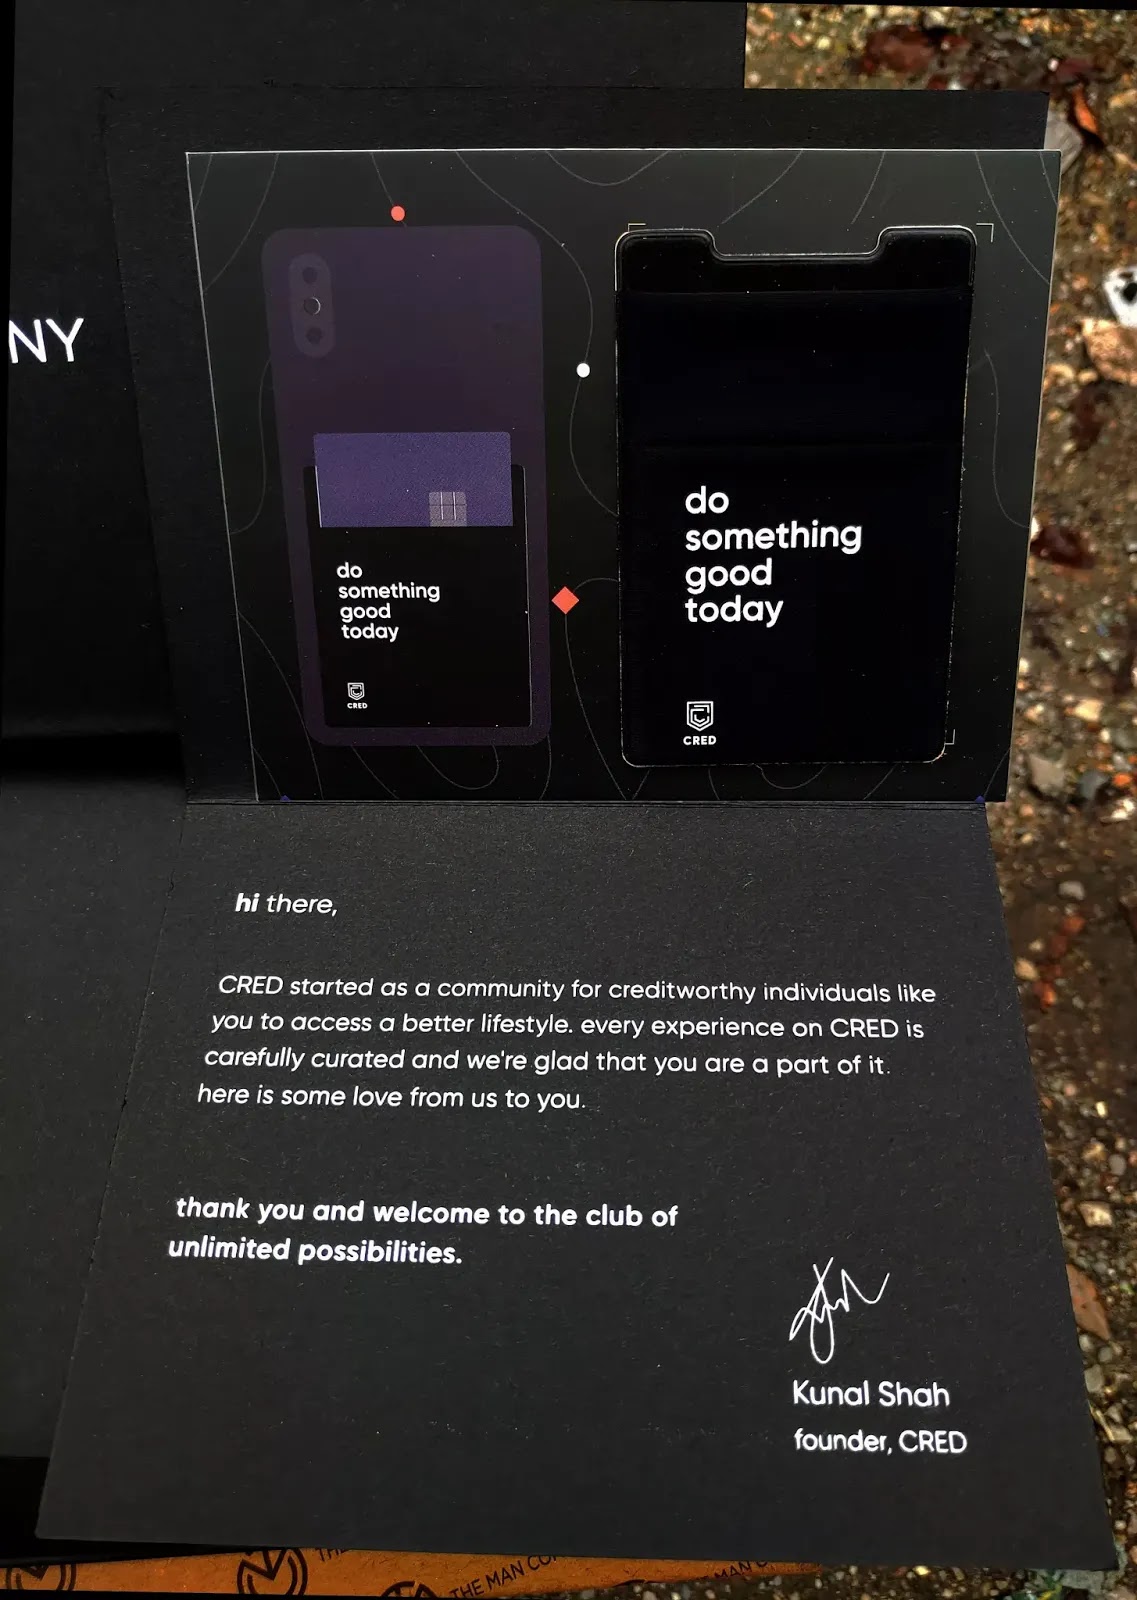 NY
do
something
good
today
CRED
do
something
good
today
CRED
hi there,
CRED started as a community for creditworthy individuals like
you to access a better lifestyle. every experience on CRED is
carefully curated and we're glad that you are a part of it.
here is some love from us to you.
thank you and welcome to the club of
unlimited possibilities.
Kunal Shah
founder, CRED
THE MAN CO
MAN